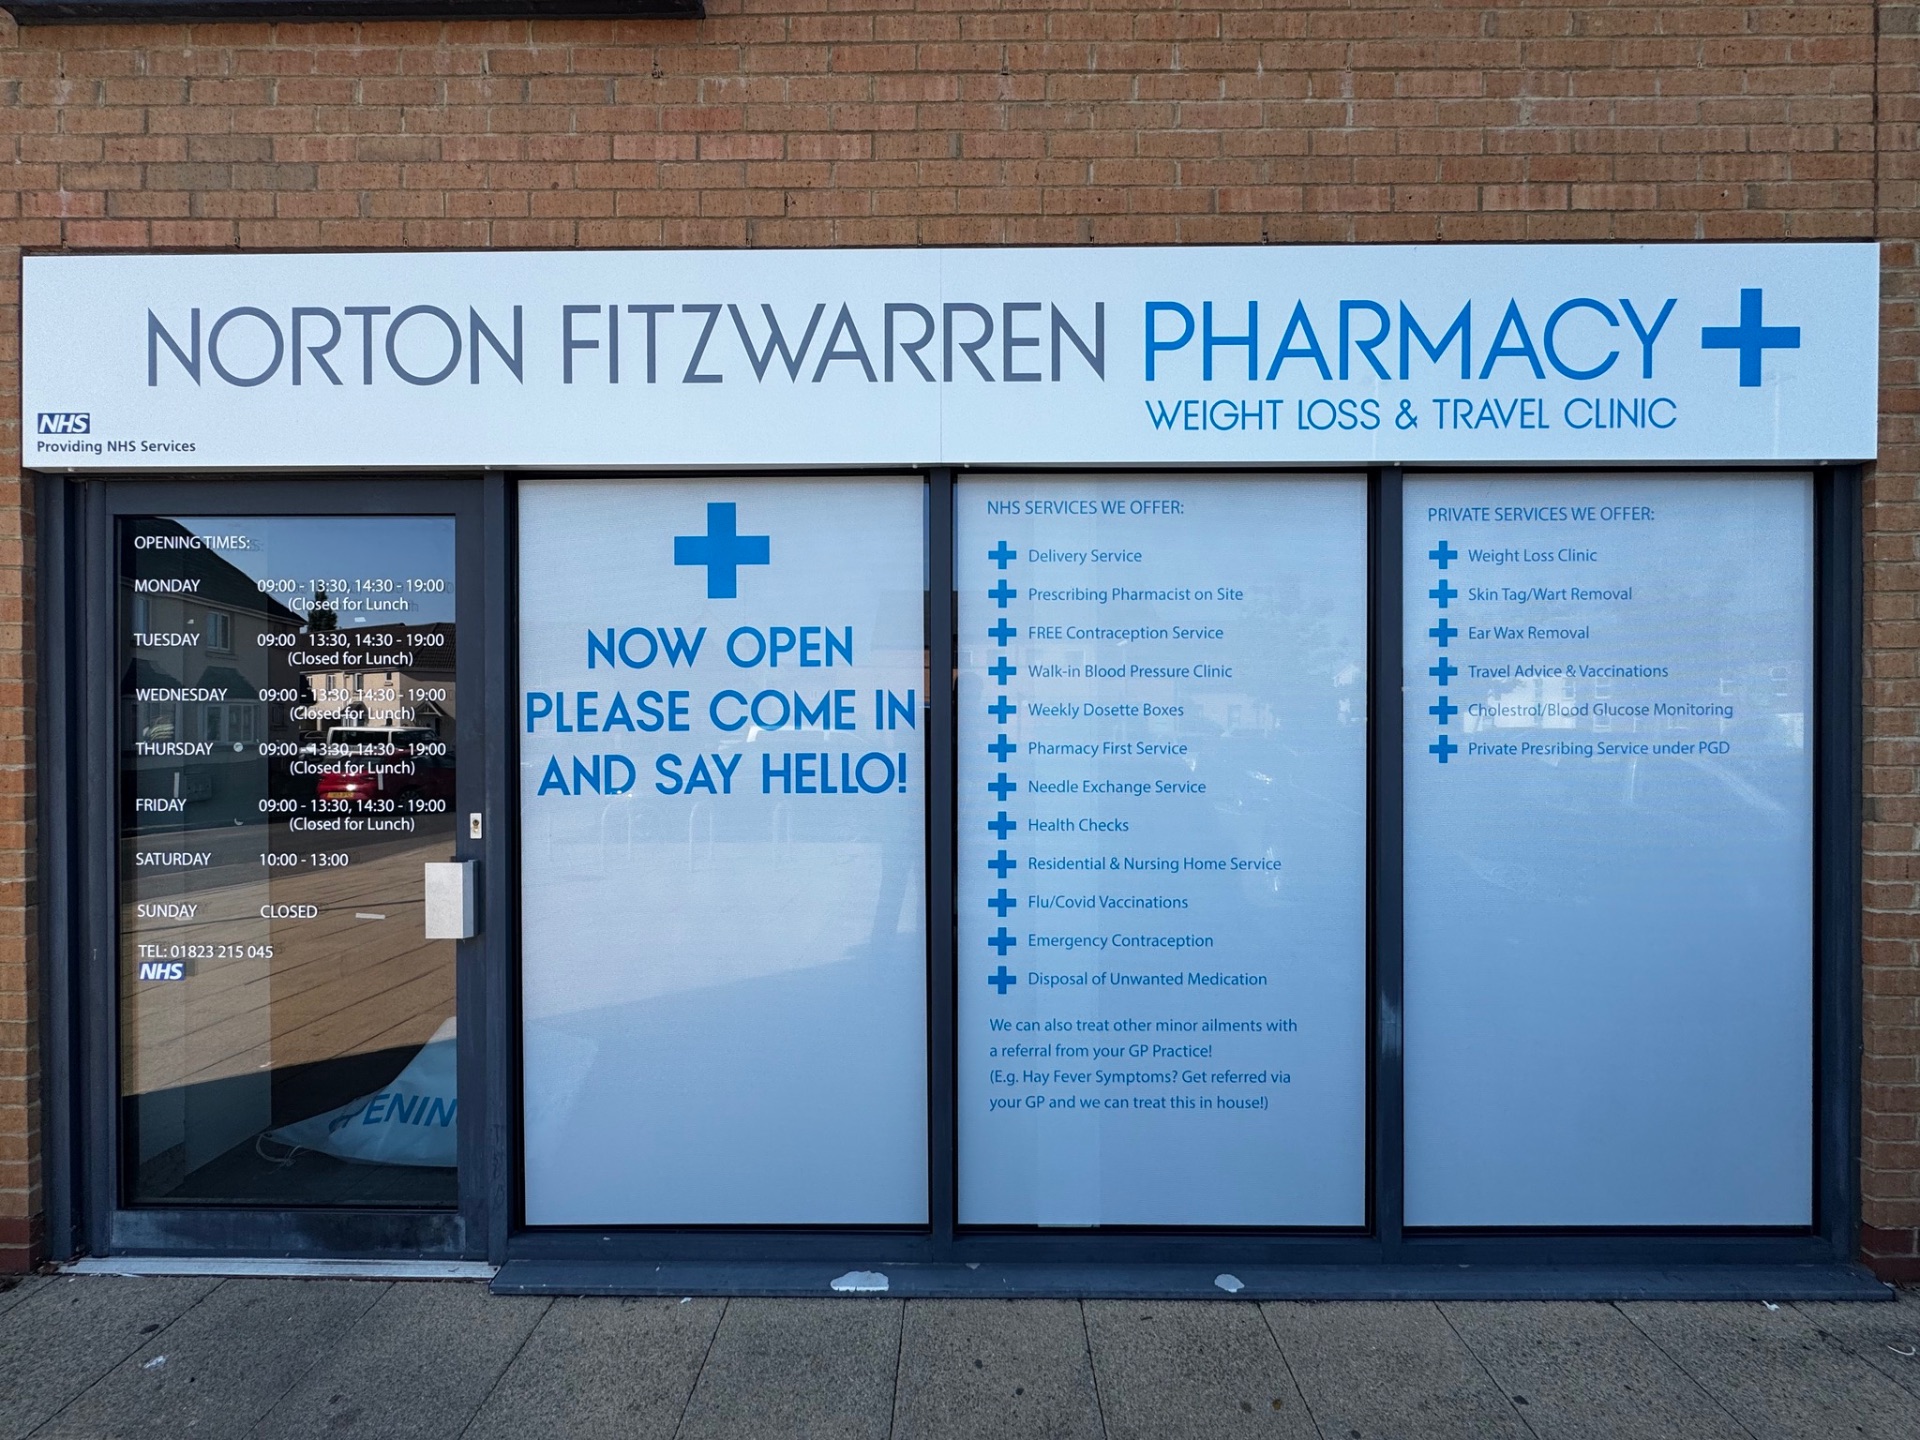 NORTON FITZWARREN PHARMACY
WEIGHT LOSS & TRAVEL CLINIC
NHS
Providing NHS Services
OPENING TIMES:
MONDAY 09:00 - 13:30, 14:30 - 19:00
(Closed for Lunch
TUESDAY 09:00 13:30, 14:30 - 19:00
(Closed for Lunch)
WEDNESDAY 09:00 - 13:30, 14:30 - 19:00
(Closed for Lunch)
THURSDAY 09:00 - 13:30, 14:30 - 19:00
(Closed for Lunch)
FRIDAY 09:00 - 13:30, 14:30 - 19:00
(Closed for Lunch)
SATURDAY 10:00 - 13:00
SUNDAY CLOSED
TEL: 01823 215 045
NHS
PENIN
NOW OPEN
PLEASE COME IN
AND SAY HELLO!
NHS SERVICES WE OFFER:
Delivery Service
Prescribing Pharmacist on Site
FREE Contraception Service
Walk-in Blood Pressure Clinic
Weekly Dosette Boxes
Pharmacy First Service
Needle Exchange Service
Health Checks
Residential & Nursing Home Service
Flu/Covid Vaccinations
Emergency Contraception
Disposal of Unwanted Medication
We can also treat other minor ailments with
a referral from your GP Practice!
(E.g. Hay Fever Symptoms? Get referred via
your GP and we can treat this in house!)
PRIVATE SERVICES WE OFFER:
Weight Loss Clinic
Skin Tag/Wart Removal
Ear Wax Removal
Travel Advice & Vaccinations
Cholestrol/Blood Glucose Monitoring
Private Presribing Service under PGD